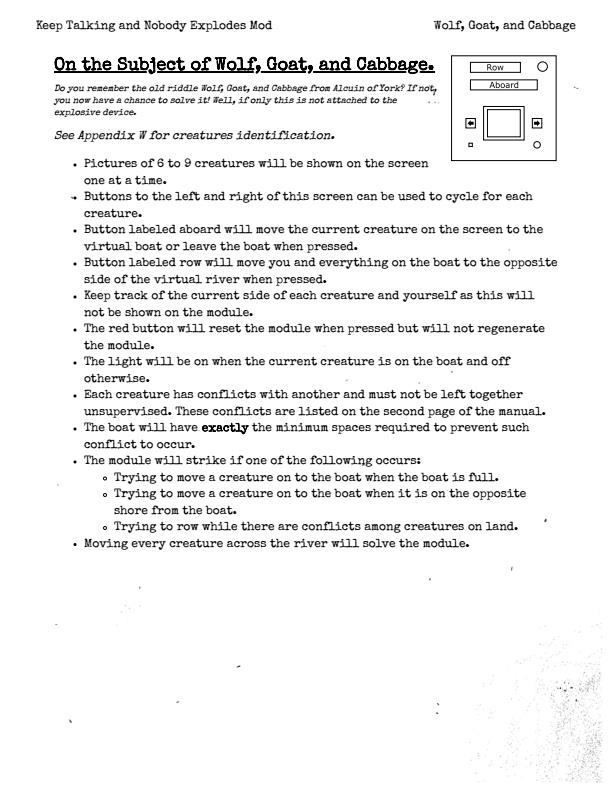 Keep Talking and Nobody Explodes Mod
Wolf, Goat, and Cabbage
On the Subject of Wolf, Goat, and Cabbage.
Row
Aboard
Do you remember the old riddle Wolf, Goat, and Cabbage from Alcuin of York? If not,
you now have a chance to solve it! Well, if only this is not attached to the
explosive device.
See Appendix W for creatures identification.
• Pictures of 6 to 9 creatures will be shown on the screen
one at a time.
• Buttons to the left and right of this screen can be used to cycle for each
creature.
• Button labeled aboard will move the current creature on the screen to the
virtual boat or leave the boat when pressed.
• Button labeled row will move you and everything on the boat to the opposite
side of the virtual river when pressed.
• Keep track of the current side of each creature and yourself as this will
not be shown on the module.
• The red button will reset the module when pressed but will not regenerate
the module.
• The light will be on when the current creature is on the boat and off
otherwise.
• Each creature has conflicts with another and must not be left together
unsupervised. These conflicts are listed on the second page of the manual.
• The boat will have exactly the minimum spaces required to prevent such
conflict to occur.
• The module will strike if one of the following occurs:
◦ Trying to move a creature on to the boat when the boat is full.
◦ Trying to move a creature on to the boat when it is on the opposite
shore from the boat.
◦ Trying to row while there are conflicts among creatures on land.
• Moving every creature across the river will solve the module.